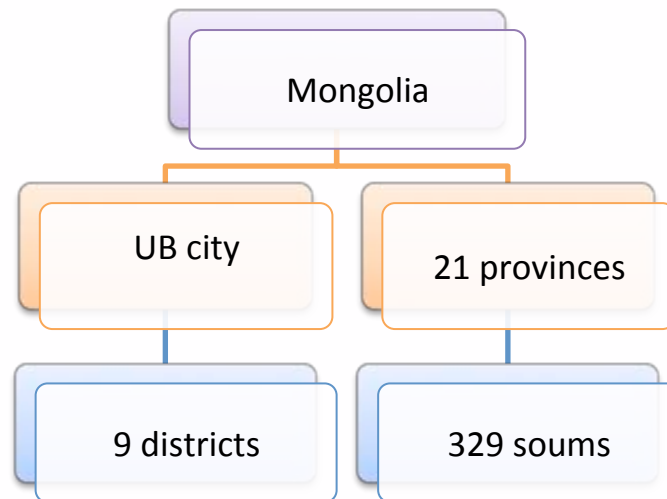 Mongolia
UB city
21 provinces
9 districts
329 soums